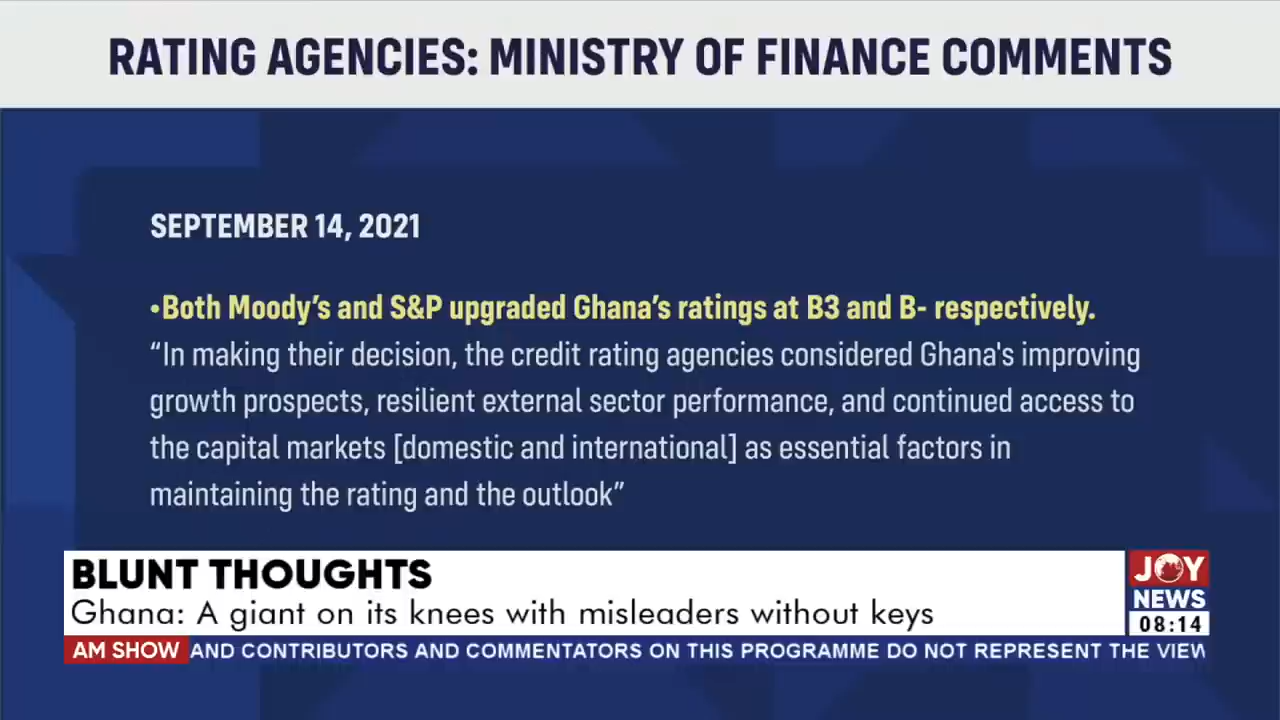 RATING AGENCIES: MINISTRY OF FINANCE COMMENTS
SEPTEMBER 14, 2021
•Both Moody’s and S&P upgraded Ghana’s ratings at B3 and B- respectively.
“In making their decision, the credit rating agencies considered Ghana's improving
growth prospects, resilient external sector performance, and continued access to
the capital markets [domestic and international] as essential factors in
maintaining the rating and the outlook”
BLUNT THOUGHTS
Ghana: A giant on its knees with misleaders without keys
JOY
NEWS
08:14
AM SHOW AND CONTRIBUTORS AND COMMENTATORS ON THIS PROGRAMME DO NOT REPRESENT THE VIEW